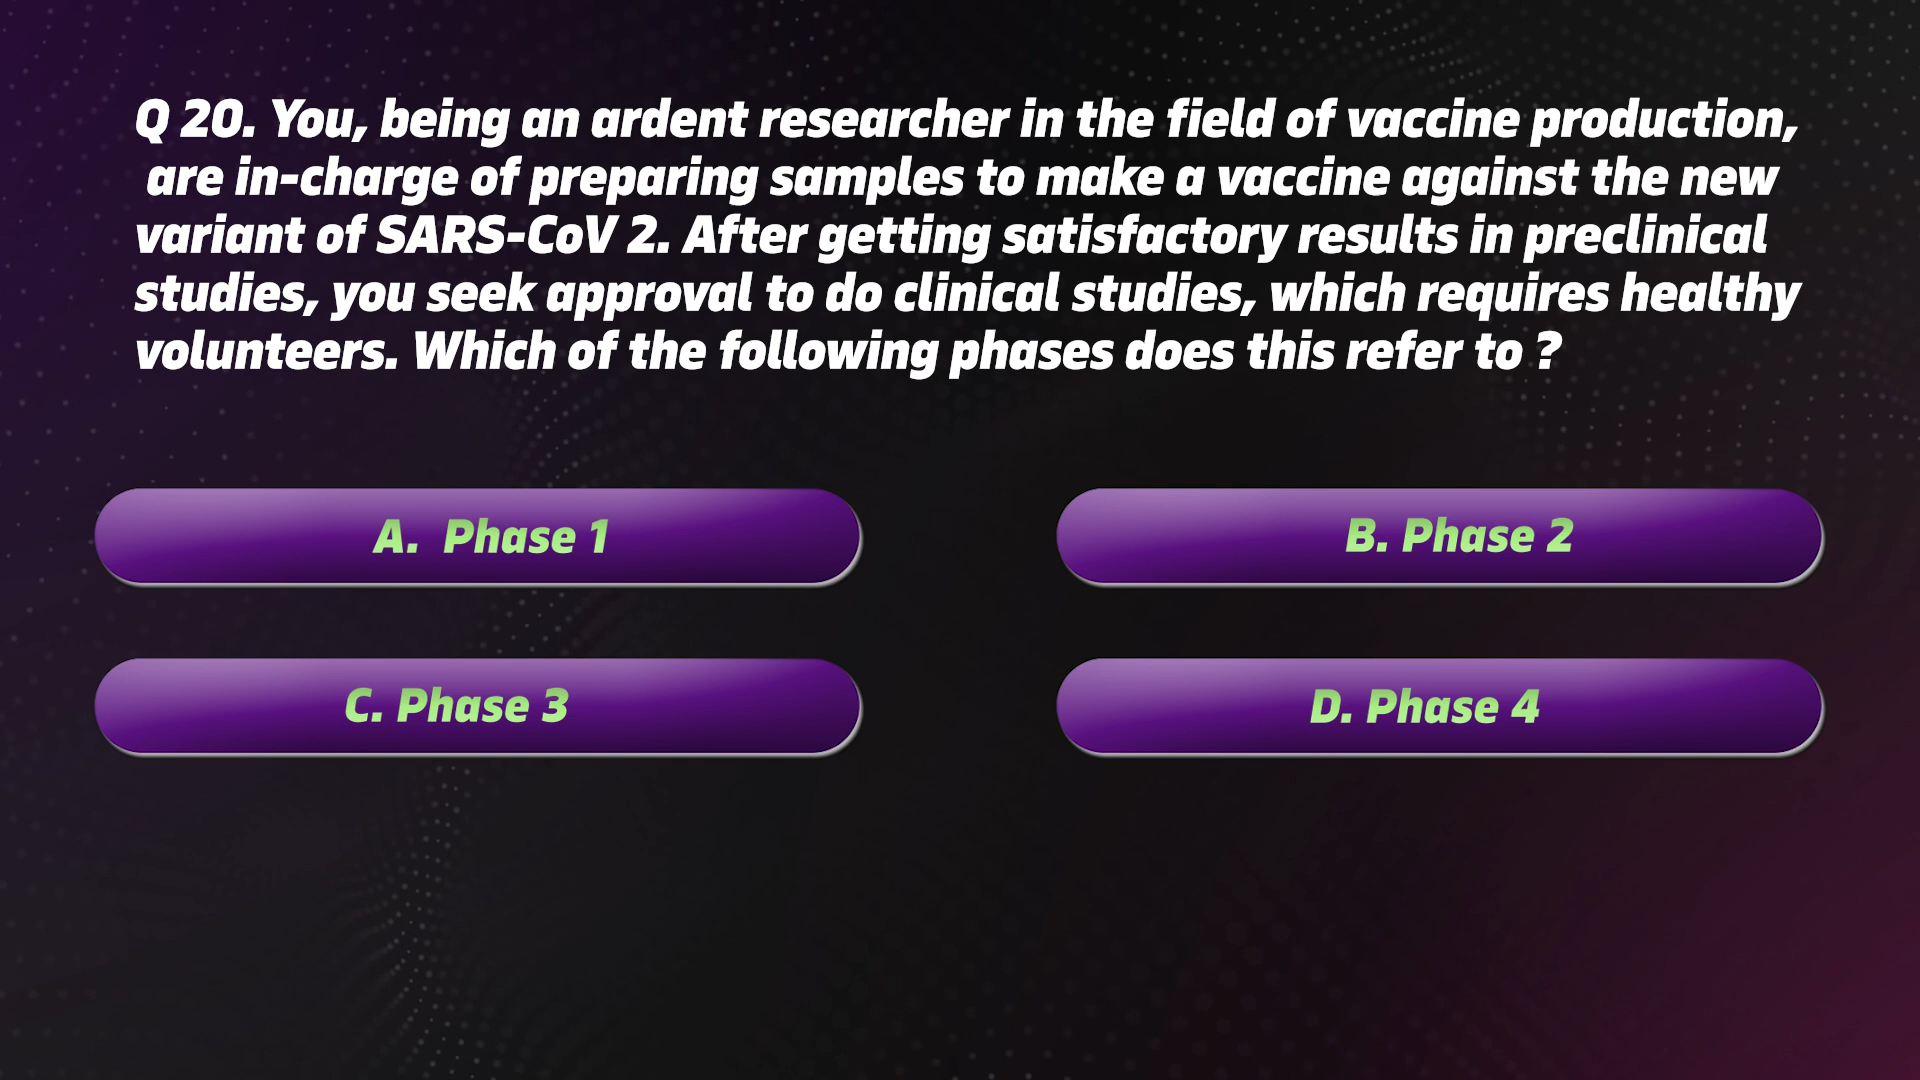 Q 20. You, being an ardent researcher in the field of vaccine production,
are in-charge of preparing samples to make a vaccine against the new
variant of SARS-CoV 2. After getting satisfactory results in preclinical
studies, you seek approval to do clinical studies, which requires healthy
volunteers. Which of the following phases does this refer to ?
A. Phase 1
B. Phase 2
C. Phase 3
D. Phase 4